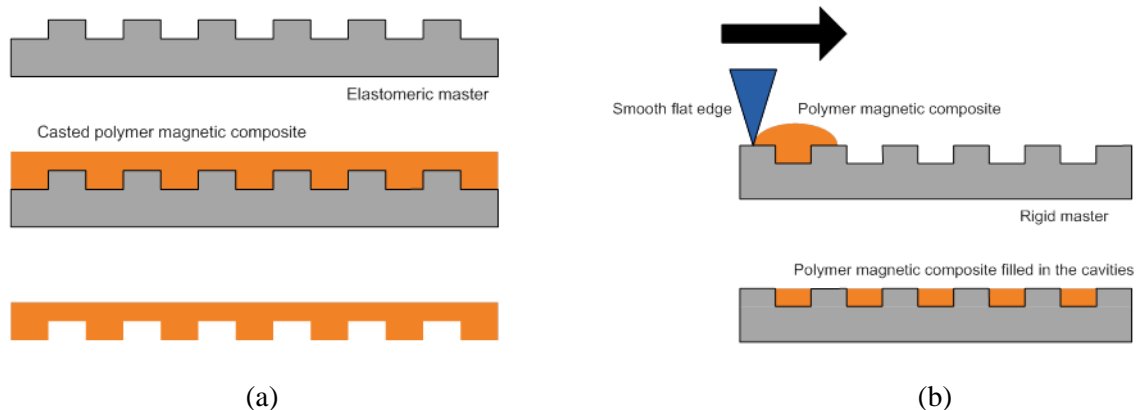 Elastomeric master
Casted polymer magnetic composite
(a)
Smooth flat edge
Polymer magnetic composite
Rigid master
Polymer magnetic composite filled in the cavities
(b)